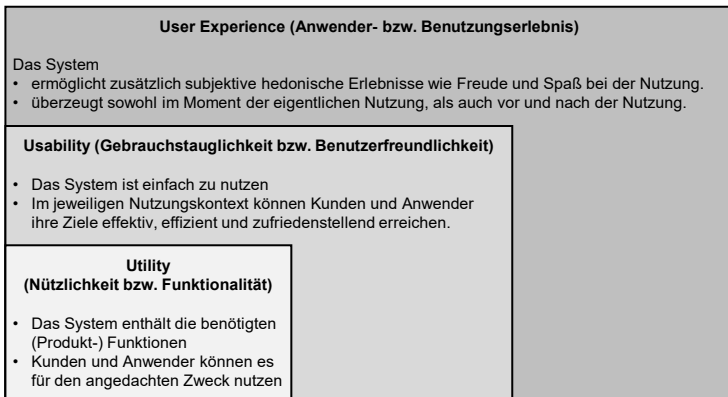 User Experience (Anwender- bzw. Benutzungserlebnis)
Das System
• ermöglicht zusätzlich subjektive hedonische Erlebnisse wie Freude und Spaß bei der Nutzung.
• überzeugt sowohl im Moment der eigentlichen Nutzung, als auch vor und nach der Nutzung.
Usability (Gebrauchstauglichkeit bzw. Benutzerfreundlichkeit)
• Das System ist einfach zu nutzen
• Im jeweiligen Nutzungskontext können Kunden und Anwender
ihre Ziele effektiv, effizient und zufriedenstellend erreichen.
Utility
(Nützlichkeit bzw. Funktionalität)
• Das System enthält die benötigten
(Produkt-) Funktionen
• Kunden und Anwender können es
für den angedachten Zweck nutzen